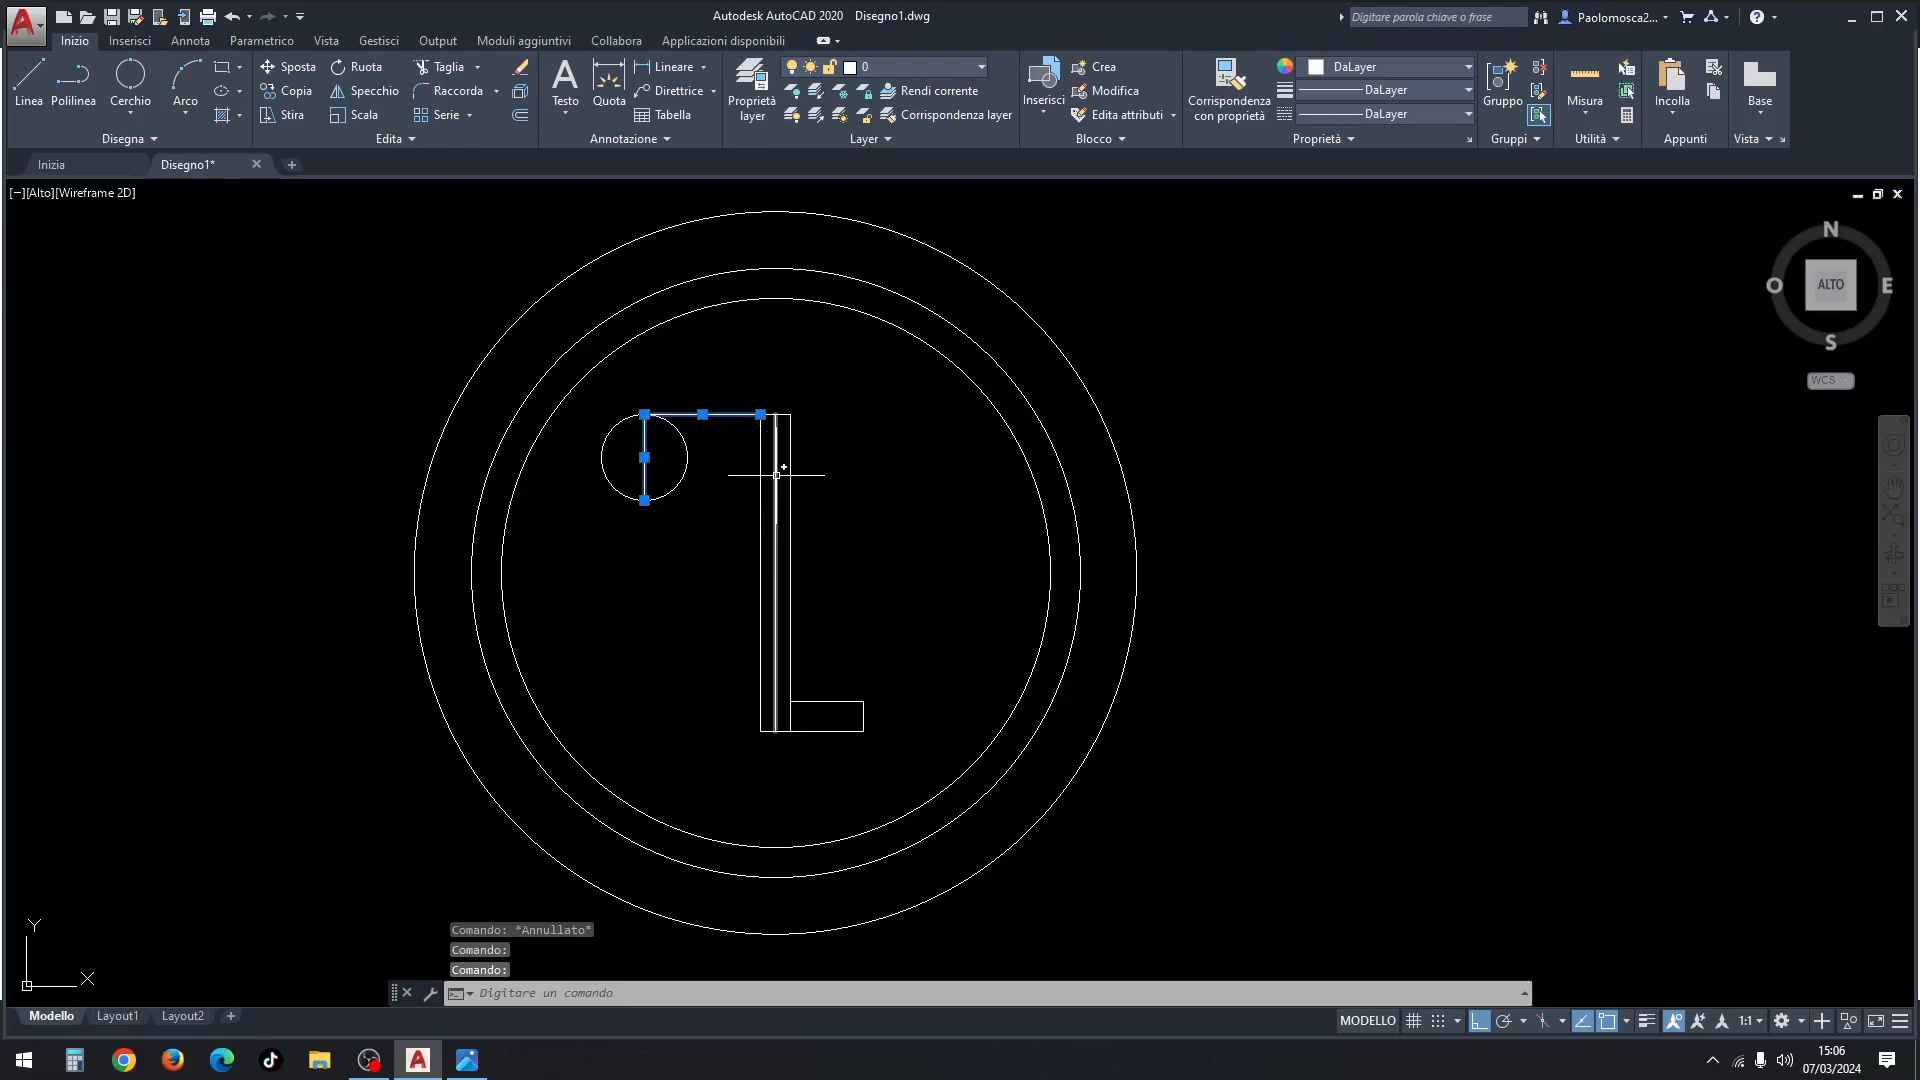 Autodesk AutoCAD 2020 Disegno1.dwg
Digitare parola chiave o frase
Paolomosca2...
Inizio Inserisci Annota Parametrico Vista Gestisci Output Moduli aggiuntivi Collabora Applicazioni disponibili
Linea Polilinea Cerchio Arco
Sposta Ruota Taglia
Copia Specchio Raccorda
Stira Scala Serie
Testo Quota
Lineare
Direttrice
Tabella
Proprietà layer
0
Rendi corrente
Corrispondenza layer
Inserisci
Crea
Modifica
Edita attributi
Corrispondenza con proprietà
DaLayer
DaLayer
DaLayer
Gruppo
Misura
Incolla
Base
Disegna Edita Annotazione Layer Blocco Proprietà Gruppi Utilità Appunti Vista
Inizia Disegno1*
[−][Alto][Wireframe 2D]
N
O ALTO E
S
WCS
Y
X
Comando: *Annullato*
Comando:
Comando:
Digitare un comando
Modello Layout1 Layout2
MODELLO
1:1
15:06
07/03/2024